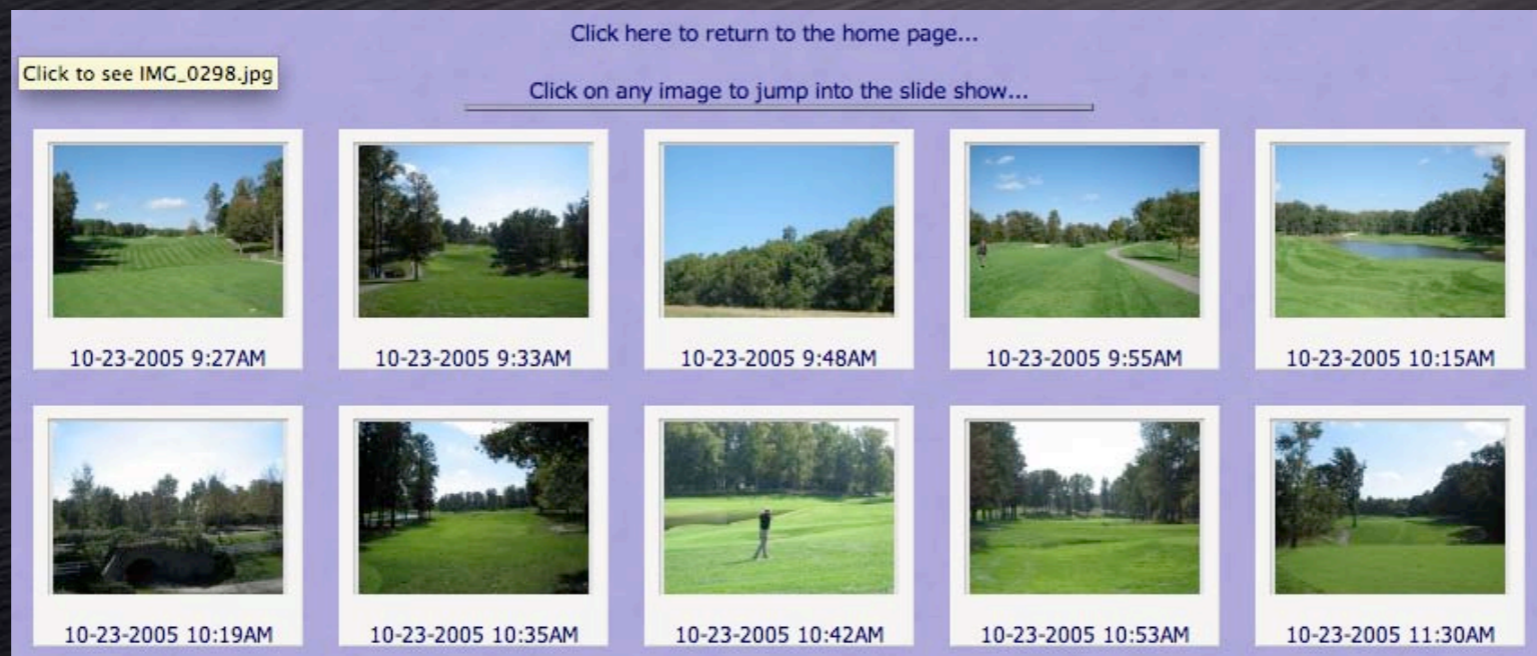 Click here to return to the home page...
Click to see IMG_0298.jpg
Click on any image to jump into the slide show...
10-23-2005 9:27AM
10-23-2005 9:33AM
10-23-2005 9:48AM
10-23-2005 9:55AM
10-23-2005 10:15AM
10-23-2005 10:19AM
10-23-2005 10:35AM
10-23-2005 10:42AM
10-23-2005 10:53AM
10-23-2005 11:30AM